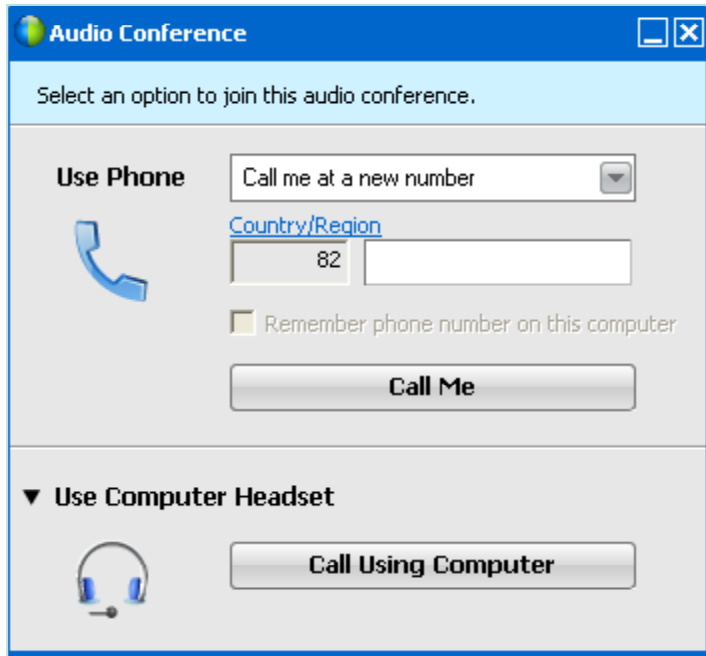 Audio Conference
Select an option to join this audio conference.
Use Phone
Call me at a new number
Country/Region
82
Remember phone number on this computer
Call Me
Use Computer Headset
Call Using Computer